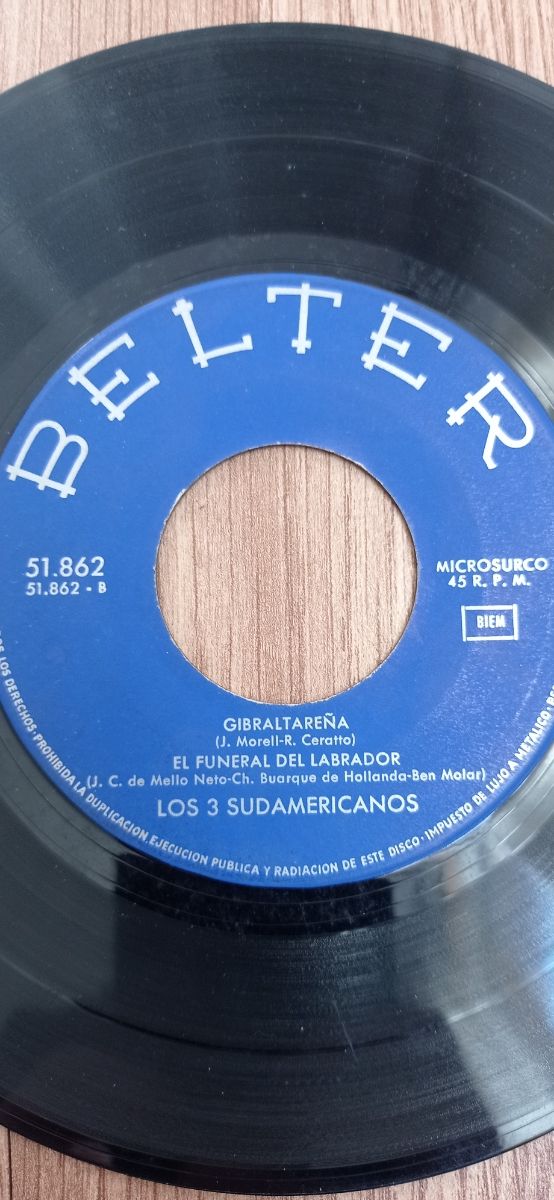 BELTER
51.862
51.862 - B
MICROSURCO
45 R. P. M.
BIEM
GIBRALTAREÑA
(J. Morell-R. Ceratto)
EL FUNERAL DEL LABRADOR
(J. C. de Mello Neto-Ch. Buarque de Hollanda-Ben Molar)
LOS 3 SUDAMERICANOS
LOS DERECHOS · PROHIBIDA LA DUPLICACION, EJECUCION PUBLICA Y RADIACION DE ESTE DISCO · IMPUESTO DE LUJO A METALICO ·